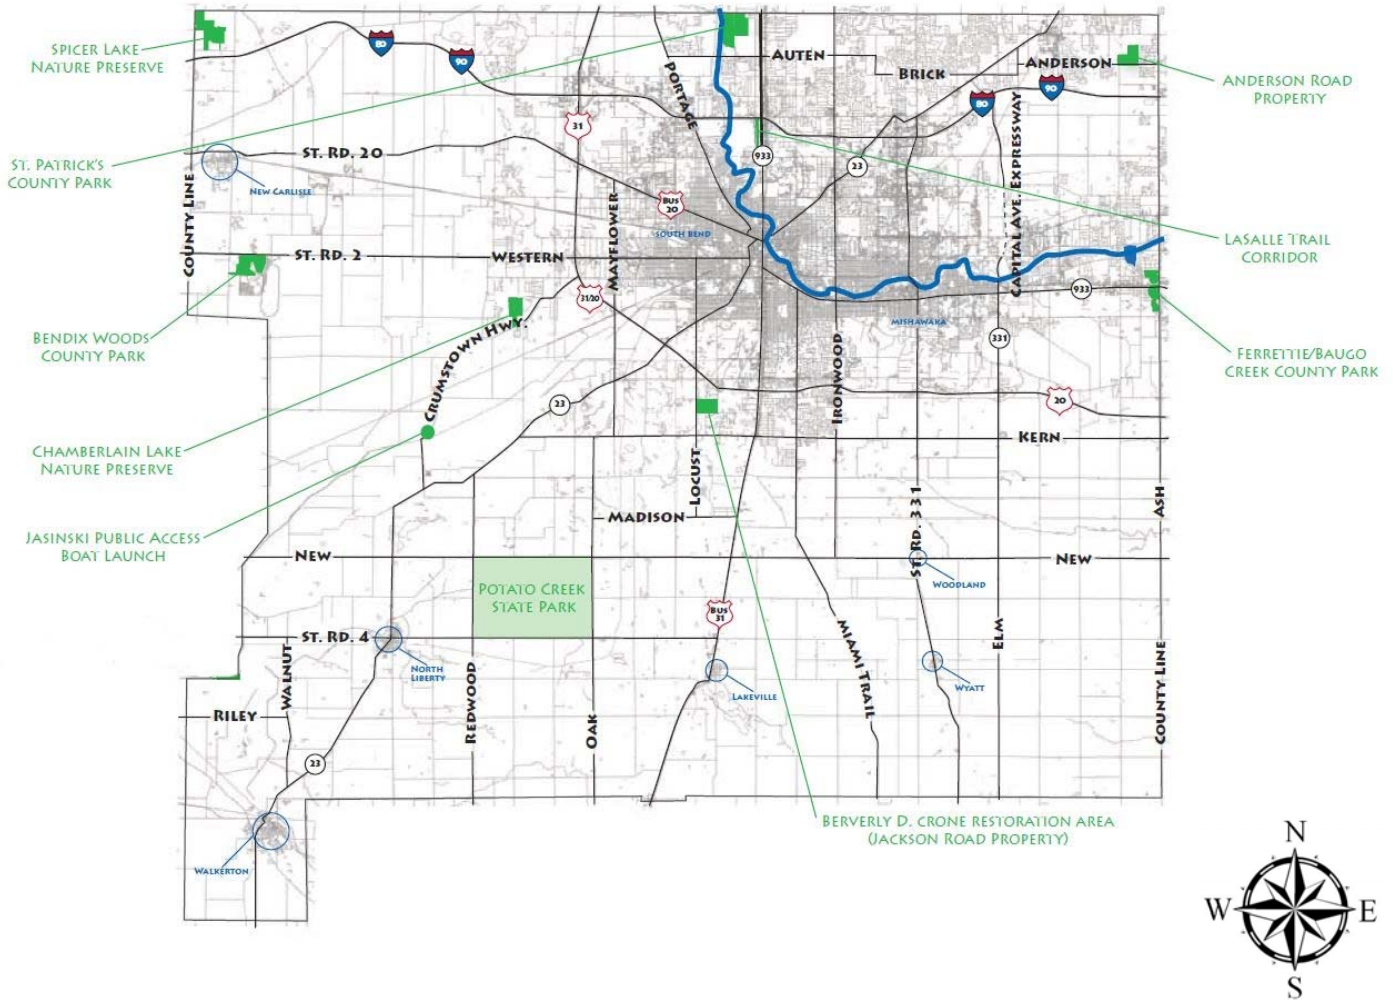 SPICER LAKE
NATURE PRESERVE
80
90
AUTEN
BRICK
ANDERSON
ANDERSON ROAD
PROPERTY
PORTAGE
80
90
31
ST. PATRICK'S
COUNTY PARK
ST. RD. 20
NEW CARLISLE
933
23
CAPITAL AVE. EXPRESSWAY
COUNTY LINE
BUS
20
MAYFLOWER
SOUTH BEND
LASALLE TRAIL
CORRIDOR
ST. RD. 2
WESTERN
31/20
933
MISHAWAKA
BENDIX WOODS
COUNTY PARK
CRUMSTOWN HWY.
331
FERRETTIE/BAUGO
CREEK COUNTY PARK
IRONWOOD
23
20
KERN
CHAMBERLAIN LAKE
NATURE PRESERVE
LOCUST
ST. RD. 331
ASH
MADISON
JASINSKI PUBLIC ACCESS
BOAT LAUNCH
NEW
NEW
POTATO CREEK
STATE PARK
WOODLAND
BUS
31
ST. RD. 4
NORTH
LIBERTY
WALNUT
REDWOOD
OAK
LAKEVILLE
MIAMI TRAIL
WYATT
ELM
COUNTY LINE
RILEY
23
BERVERLY D. CRONE RESTORATION AREA
(JACKSON ROAD PROPERTY)
WALKERTON
N
W
E
S